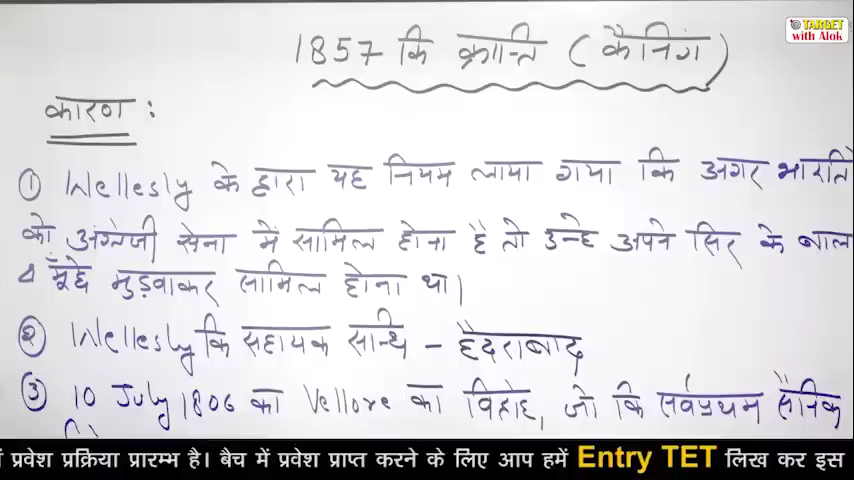 TARGET
with Alok
1857 कि क्रान्ति (कैनिंग)
कारण :
① Wellesly के द्वारा यह नियम लाया गया कि अगर भारति
को अंग्रेजी सेना में सामिल होना है तो उन्हे अपने सिर के बाल
व मूँछे मुड़वाकर सामिल होना था।
② Wellesly कि सहायक सन्धि – हैदराबाद
③ 10 July 1806 का Vellore का विद्रोह, जो कि सर्वप्रथम सैनिक
प्रवेश प्रक्रिया प्रारम्भ है। बैच में प्रवेश प्राप्त करने के लिए आप हमें Entry TET लिख कर इस